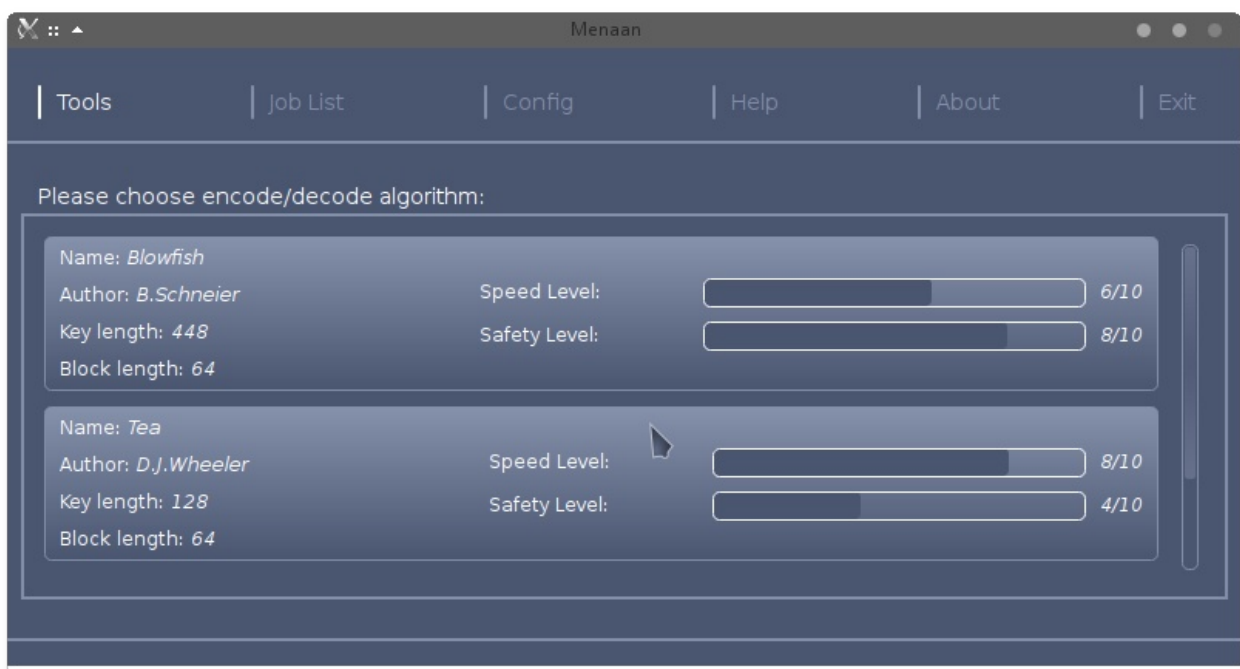 Menaan
Tools Job List Config Help About Exit
Please choose encode/decode algorithm:
Name: Blowfish
Author: B.Schneier
Key length: 448
Block length: 64
Speed Level: 6/10
Safety Level: 8/10
Name: Tea
Author: D.J.Wheeler
Key length: 128
Block length: 64
Speed Level: 8/10
Safety Level: 4/10